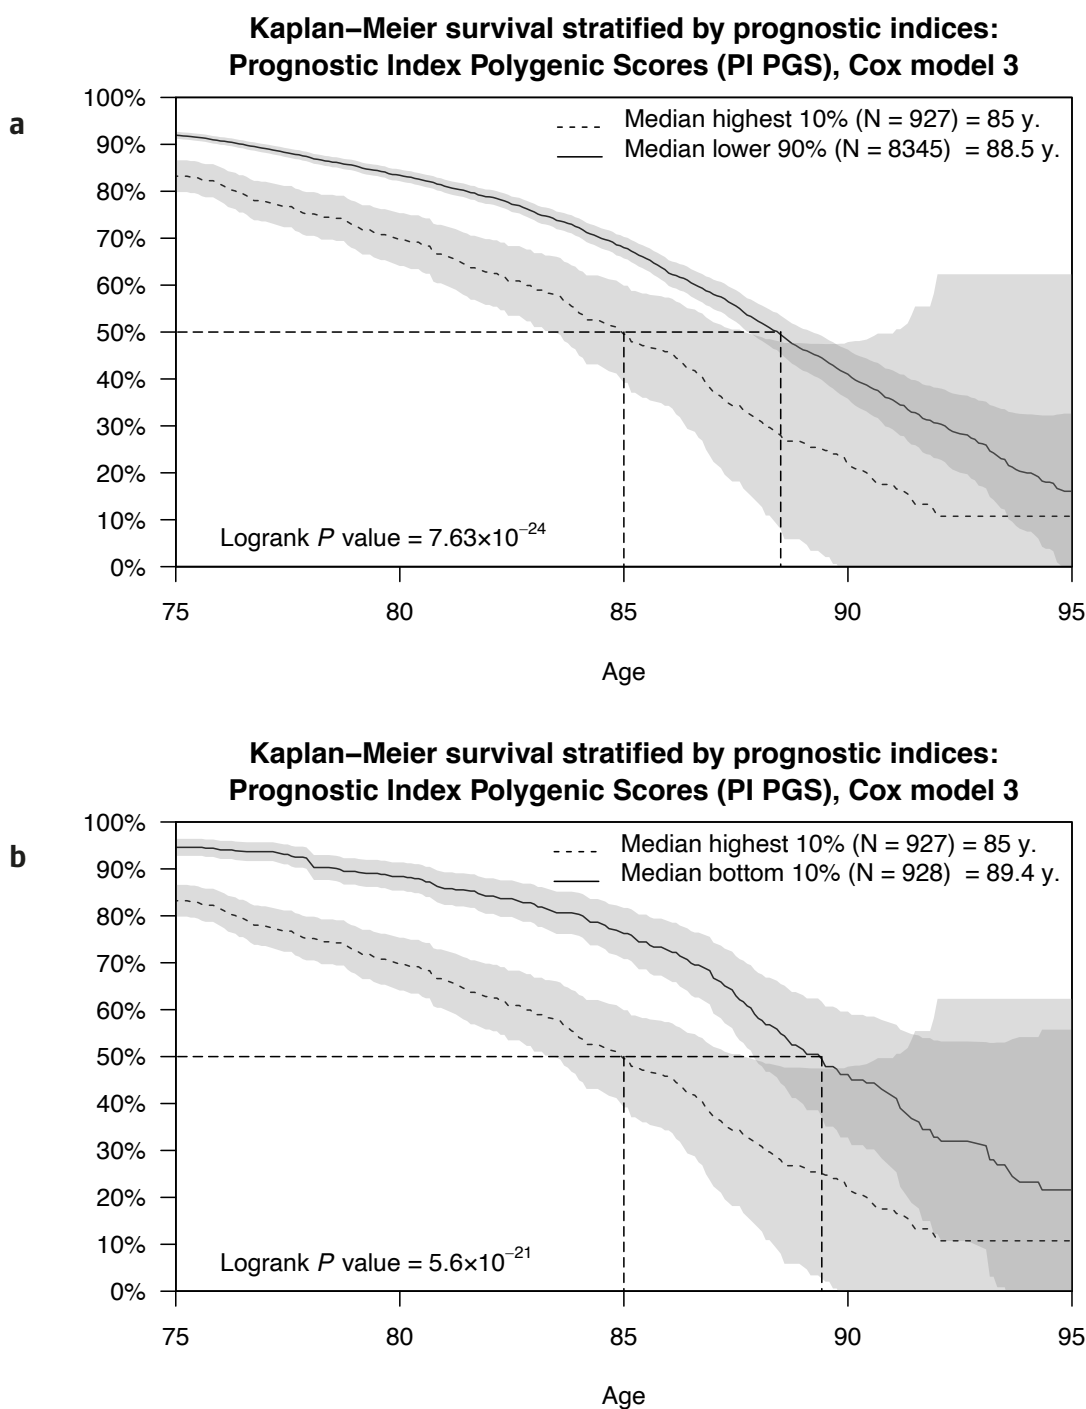 Kaplan−Meier survival stratified by prognostic indices:
Prognostic Index Polygenic Scores (PI PGS), Cox model 3
a
100%
90%
80%
70%
60%
50%
40%
30%
20%
10%
0%
Median highest 10% (N = 927) = 85 y.
Median lower 90% (N = 8345) = 88.5 y.
Logrank P value = 7.63×10−24
75 80 85 90 95
Age
Kaplan−Meier survival stratified by prognostic indices:
Prognostic Index Polygenic Scores (PI PGS), Cox model 3
b
100%
90%
80%
70%
60%
50%
40%
30%
20%
10%
0%
Median highest 10% (N = 927) = 85 y.
Median bottom 10% (N = 928) = 89.4 y.
Logrank P value = 5.6×10−21
75 80 85 90 95
Age